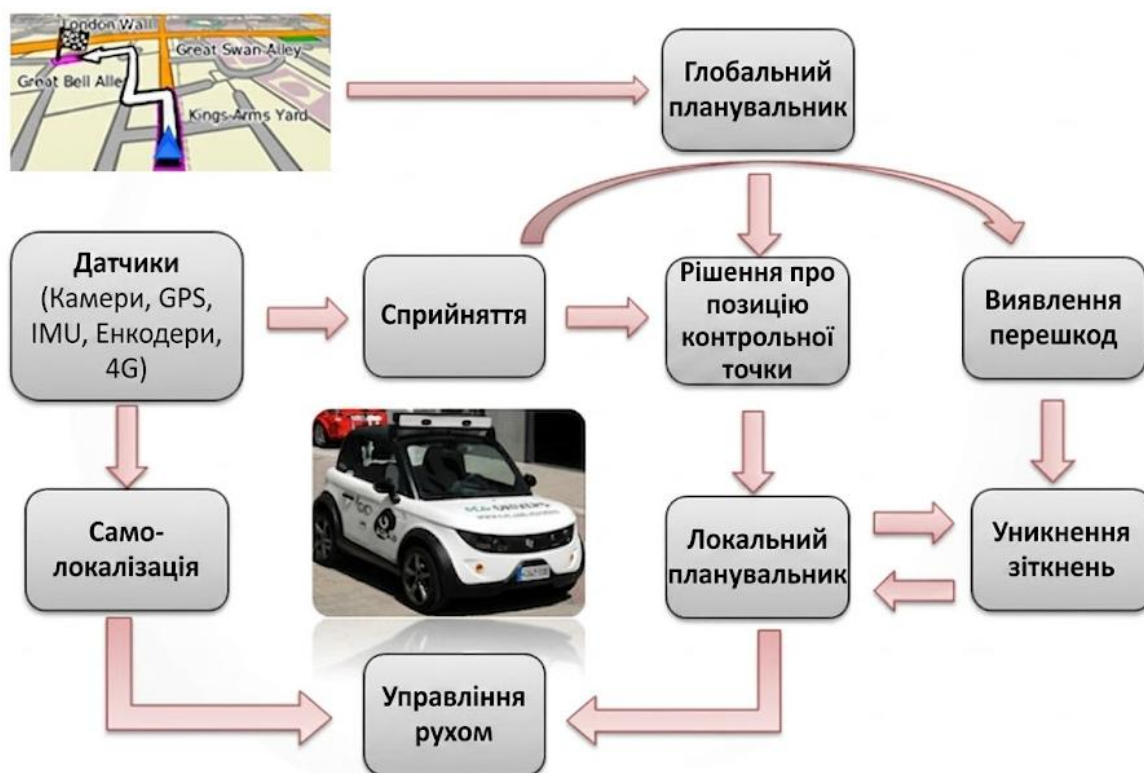 London Wall
Great Swan Alley
Great Bell Alle
Kings Arms Yard
Глобальний
планувальник
Датчики
(Камери, GPS,
IMU, Енкодери,
4G)
Сприйняття
Рішення про
позицію
контрольної
точки
Виявлення
перешкод
Само-
локалізація
Локальний
планувальник
Уникнення
зіткнень
Управління
рухом